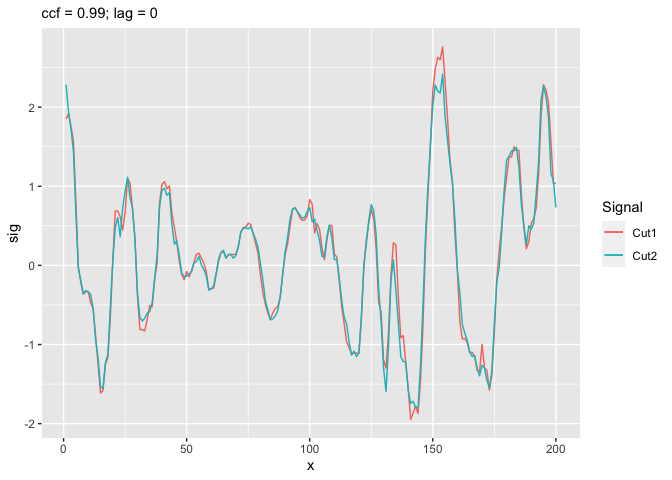 ccf = 0.99; lag = 0
sig
2
1
0
-1
-2
0
50
100
150
200
x
Signal
Cut1
Cut2